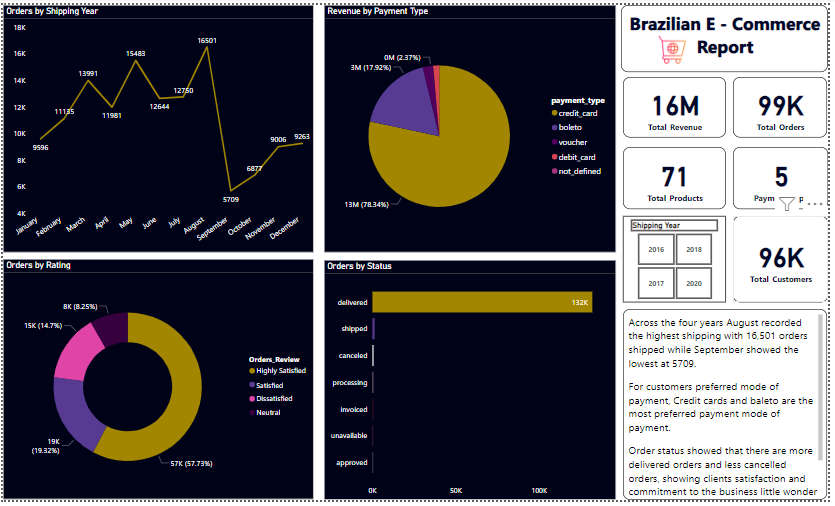 Orders by Shipping Year
18K
16K
14K
12K
10K
8K
6K
4K
9596
11135
13991
11981
15483
12644
12750
16501
5709
6877
9006
9263
January
February
March
April
May
June
July
August
September
October
November
December
Revenue by Payment Type
0M (2.37%)
3M (17.92%)
13M (78.34%)
payment_type
credit_card
boleto
voucher
debit_card
not_defined
Brazilian E - Commerce
Report
16M
Total Revenue
99K
Total Orders
71
Total Products
5
Paym
p
Shipping Year
2016
2018
2017
2020
96K
Total Customers
Orders by Rating
8K (8.25%)
15K (14.7%)
19K
(19.32%)
57K (57.73%)
Orders_Review
Highly Satisfied
Satisfied
Dissatisfied
Neutral
Orders by Status
delivered
132K
shipped
canceled
processing
invoiced
unavailable
approved
0K
50K
100K
Across the four years August recorded
the highest shipping with 16,501 orders
shipped while September showed the
lowest at 5709.
For customers preferred mode of
payment, Credit cards and baleto are the
most preferred payment mode of
payment.
Order status showed that there are more
delivered orders and less cancelled
orders, showing clients satisfaction and
commitment to the business little wonder